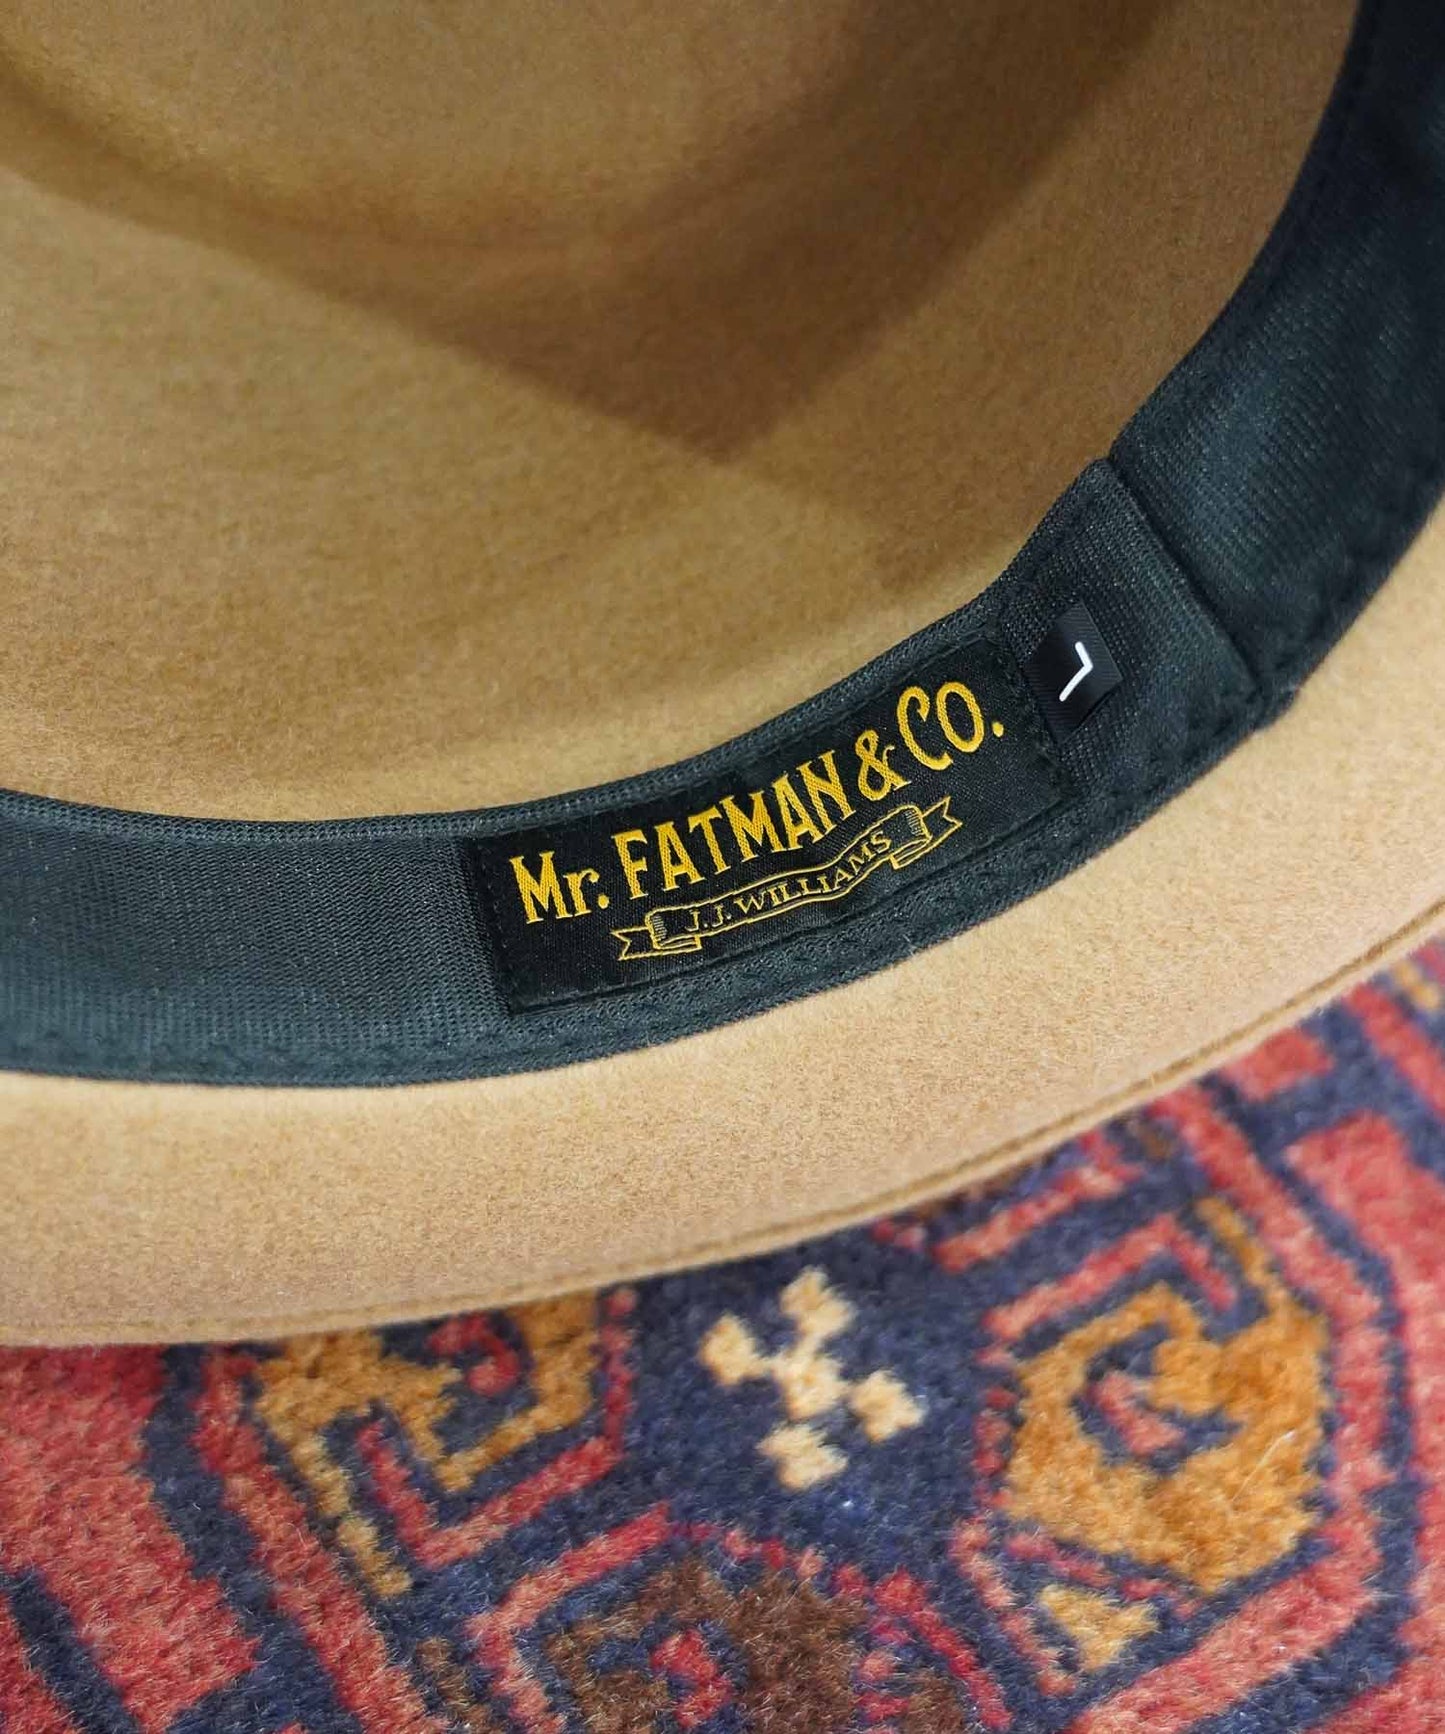 Mr. FATMAN & CO.
J.J. WILLIAMS
L